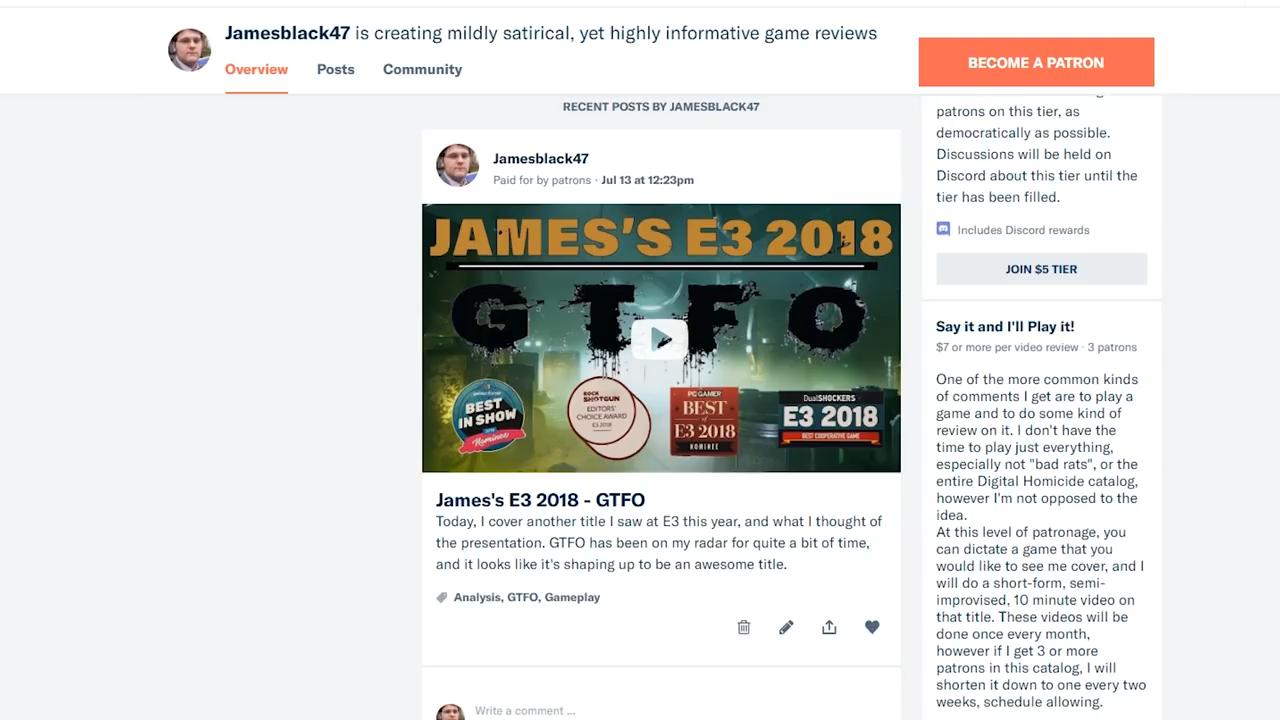 Jamesblack47 is creating mildly satirical, yet highly informative game reviews
BECOME A PATRON
Overview
Posts
Community
RECENT POSTS BY JAMESBLACK47
Jamesblack47
Paid for by patrons · Jul 13 at 12:23pm
JAMES'S E3 2018
GTFO
BEST
IN SHOW
Nominee
ROCK
SHOTGUN
EDITORS'
CHOICE AWARD
E3 2018
PC GAMER
BEST
of
E3 2018
NOMINEE
DualSHOCKERS
E3 2018
BEST COOPERATIVE GAME
James's E3 2018 - GTFO
Today, I cover another title I saw at E3 this year, and what I thought of
the presentation. GTFO has been on my radar for quite a bit of time,
and it looks like it's shaping up to be an awesome title.
Analysis, GTFO, Gameplay
Write a comment ...
patrons on this tier, as
democratically as possible.
Discussions will be held on
Discord about this tier until the
tier has been filled.
Includes Discord rewards
JOIN $5 TIER
Say it and I'll Play it!
$7 or more per video review · 3 patrons
One of the more common kinds
of comments I get are to play a
game and to do some kind of
review on it. I don't have the
time to play just everything,
especially not "bad rats", or the
entire Digital Homicide catalog,
however I'm not opposed to the
idea.
At this level of patronage, you
can dictate a game that you
would like to see me cover, and I
will do a short-form, semi-
improvised, 10 minute video on
that title. These videos will be
done once every month,
however if I get 3 or more
patrons in this catalog, I will
shorten it down to one every two
weeks, schedule allowing.